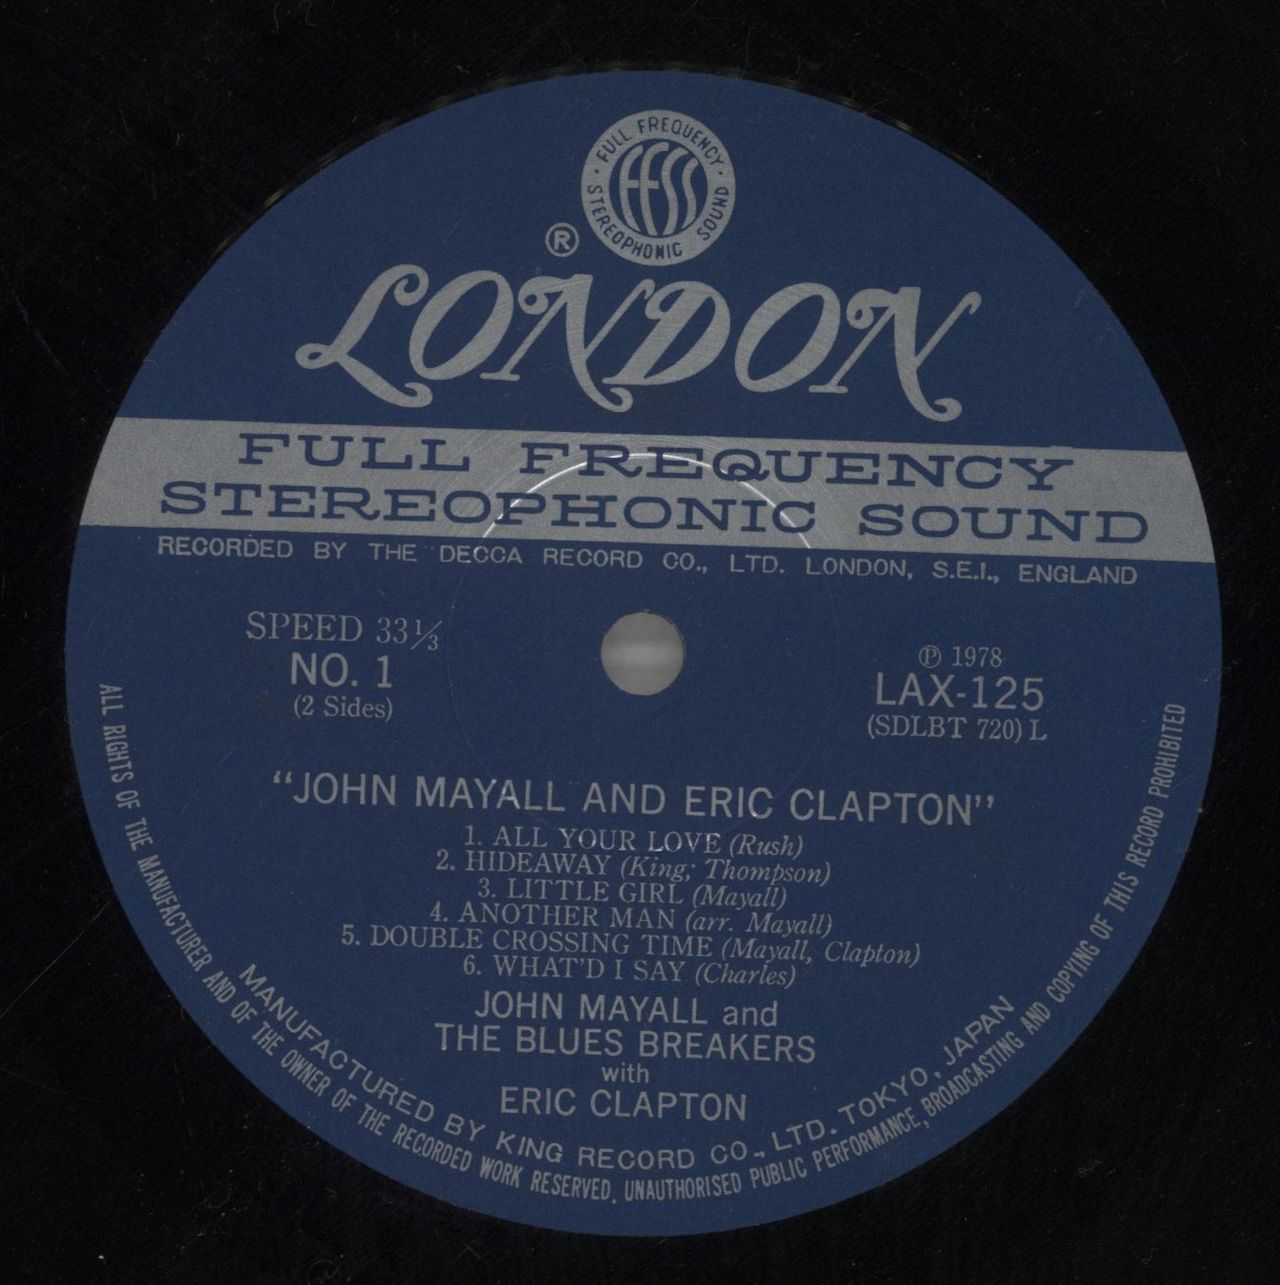 FULL FREQUENCY
ffss
STEREOPHONIC SOUND
®
LONDON
FULL FREQUENCY
STEREOPHONIC SOUND
RECORDED BY THE DECCA RECORD CO., LTD. LONDON, S.E.I., ENGLAND
SPEED 33⅓
NO. 1
(2 Sides)
℗ 1978
LAX-125
(SDLBT 720) L
"JOHN MAYALL AND ERIC CLAPTON"
1. ALL YOUR LOVE (Rush)
2. HIDEAWAY (King; Thompson)
3. LITTLE GIRL (Mayall)
4. ANOTHER MAN (arr. Mayall)
5. DOUBLE CROSSING TIME (Mayall, Clapton)
6. WHAT'D I SAY (Charles)
JOHN MAYALL and
THE BLUES BREAKERS
with
ERIC CLAPTON
MANUFACTURED BY KING RECORD CO., LTD. TOKYO, JAPAN
ALL RIGHTS OF THE MANUFACTURER AND OF THE OWNER OF THE RECORDED WORK RESERVED, UNAUTHORISED PUBLIC PERFORMANCE, BROADCASTING AND COPYING OF THIS RECORD PROHIBITED